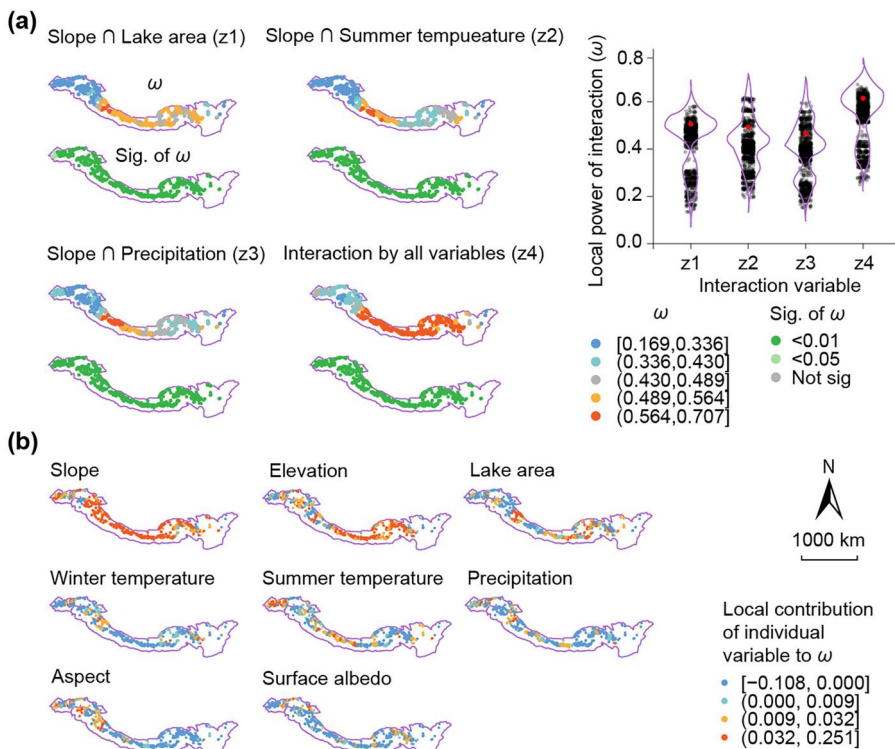 (a)
Slope ∩ Lake area (z1)
Slope ∩ Summer tempueature (z2)
ω
Sig. of ω
Slope ∩ Precipitation (z3)
Interaction by all variables (z4)
Local power of interaction (ω)
0.8
0.6
0.4
0.2
0.0
z1 z2 z3 z4
Interaction variable
ω
[0.169,0.336]
(0.336,0.430]
(0.430,0.489]
(0.489,0.564]
(0.564,0.707]
Sig. of ω
<0.01
<0.05
Not sig
(b)
Slope
Elevation
Lake area
Winter temperature
Summer temperature
Precipitation
Aspect
Surface albedo
N
1000 km
Local contribution
of individual
variable to ω
[−0.108, 0.000]
(0.000, 0.009]
(0.009, 0.032]
(0.032, 0.251]